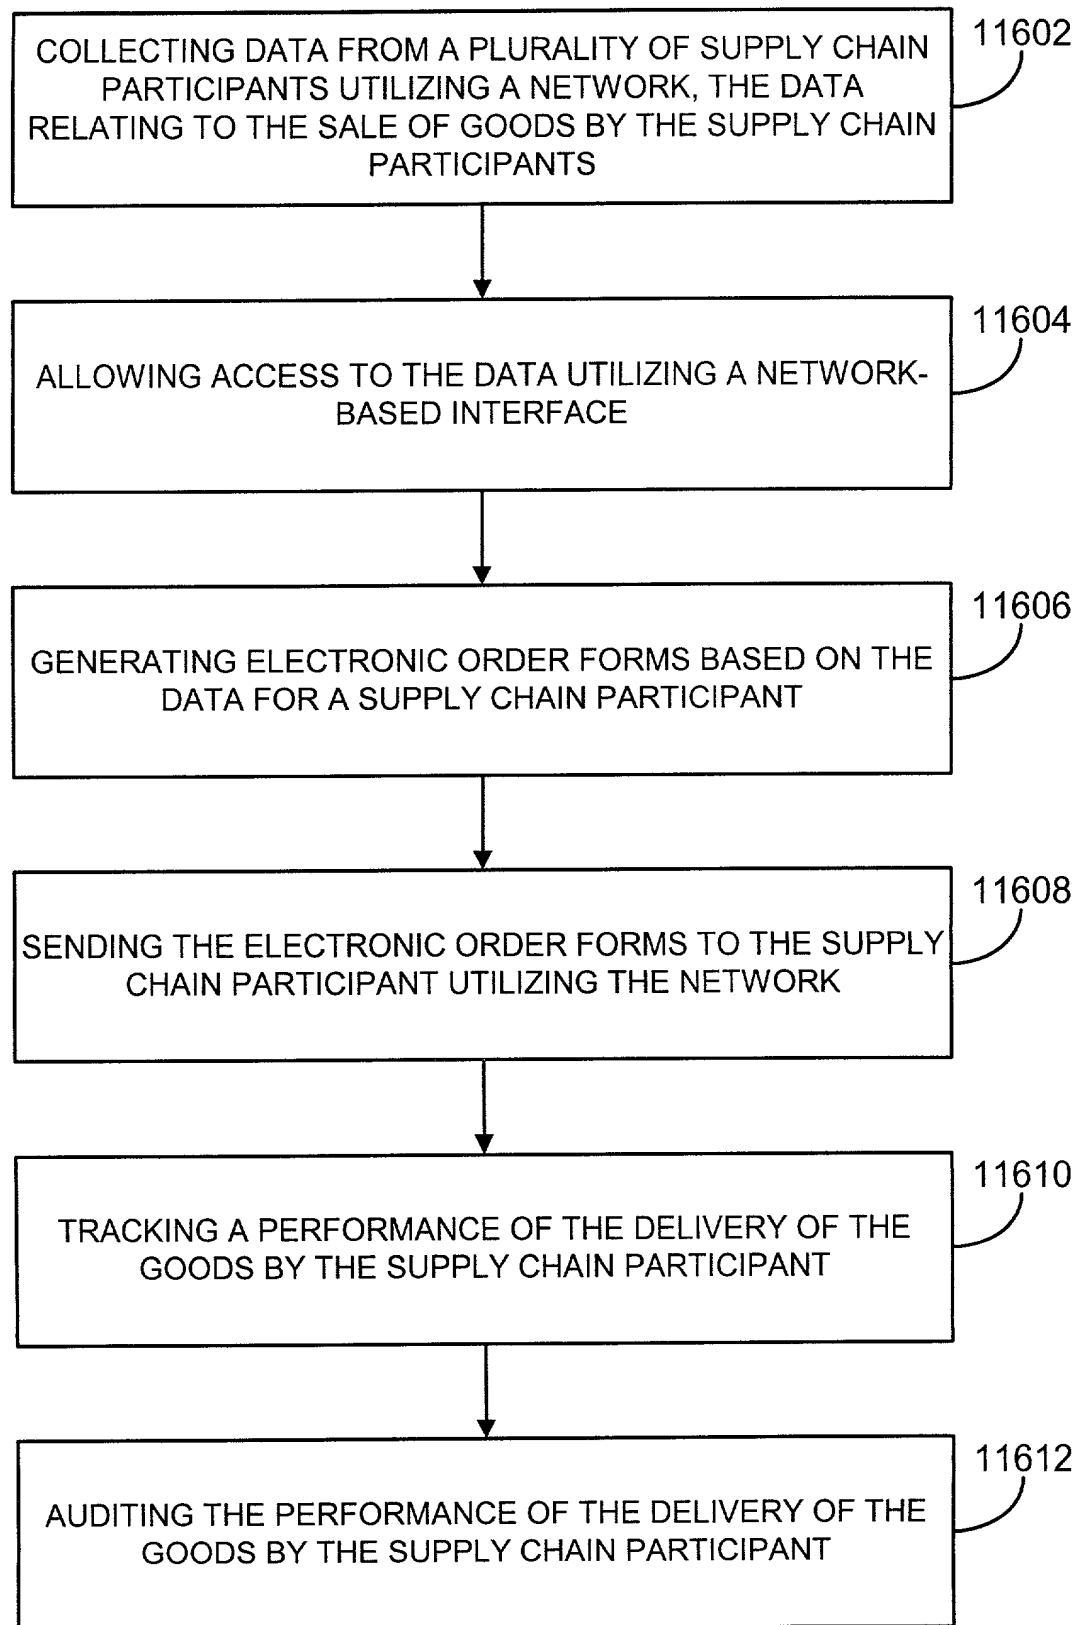 COLLECTING DATA FROM A PLURALITY OF SUPPLY CHAIN
PARTICIPANTS UTILIZING A NETWORK, THE DATA
RELATING TO THE SALE OF GOODS BY THE SUPPLY CHAIN
PARTICIPANTS
11602
ALLOWING ACCESS TO THE DATA UTILIZING A NETWORK-
BASED INTERFACE
11604
GENERATING ELECTRONIC ORDER FORMS BASED ON THE
DATA FOR A SUPPLY CHAIN PARTICIPANT
11606
SENDING THE ELECTRONIC ORDER FORMS TO THE SUPPLY
CHAIN PARTICIPANT UTILIZING THE NETWORK
11608
TRACKING A PERFORMANCE OF THE DELIVERY OF THE
GOODS BY THE SUPPLY CHAIN PARTICIPANT
11610
AUDITING THE PERFORMANCE OF THE DELIVERY OF THE
GOODS BY THE SUPPLY CHAIN PARTICIPANT
11612